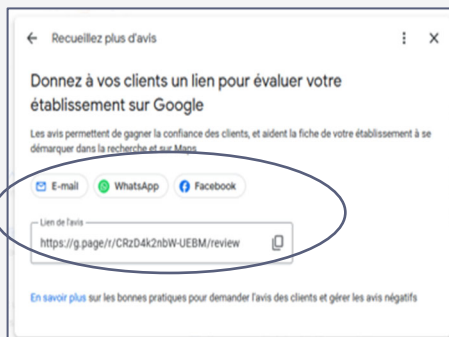 Recueillez plus d'avis
Donnez à vos clients un lien pour évaluer votre
établissement sur Google
Les avis permettent de gagner la confiance des clients, et aident la fiche de votre établissement à se
démarquer dans la recherche et sur Maps
E-mail WhatsApp Facebook
Lien de l'avis
https://g.page/r/CRzD4k2nbW-UEBM/review
En savoir plus sur les bonnes pratiques pour demander l'avis des clients et gérer les avis négatifs